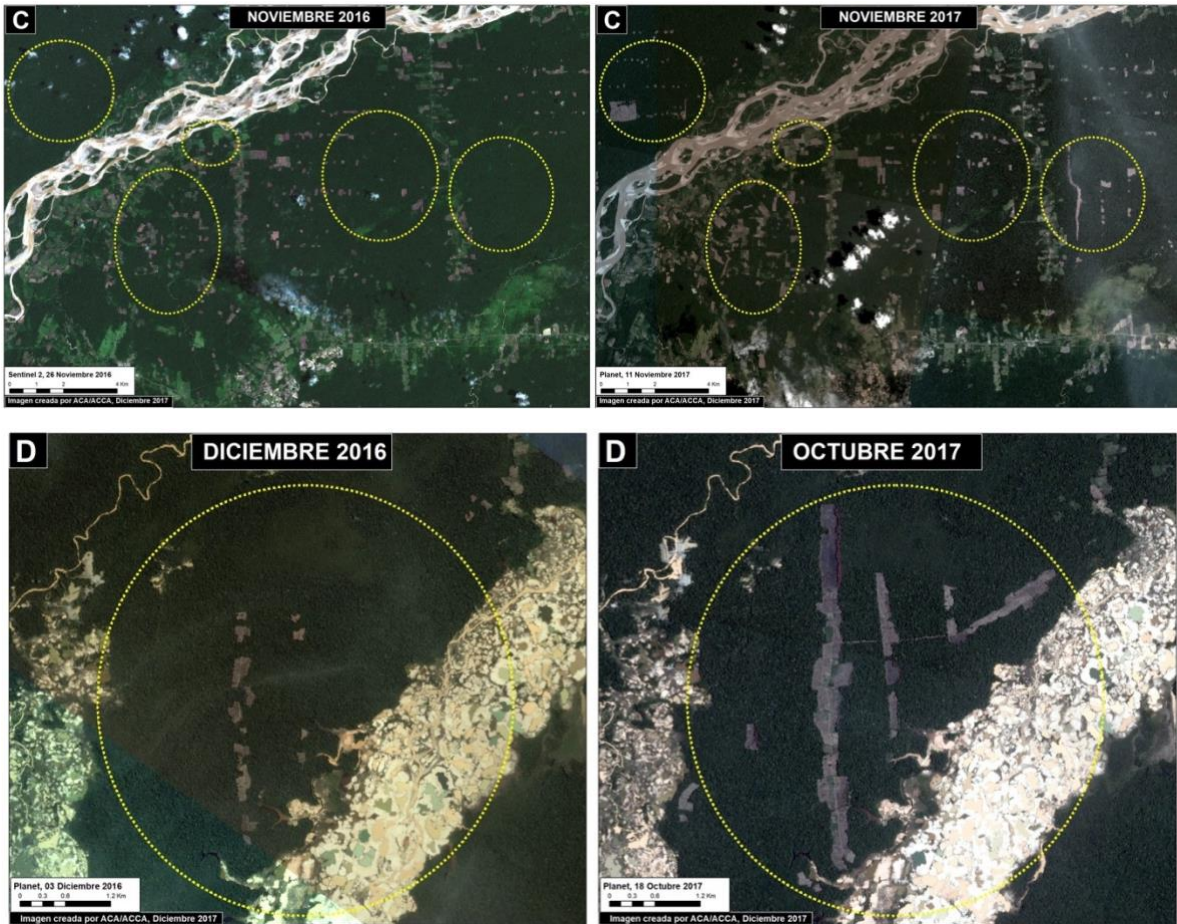 C
NOVIEMBRE 2016
Sentinel 2, 26 Noviembre 2016
0 1 2 4 Km
Imagen creada por ACA/ACCA, Diciembre 2017
C
NOVIEMBRE 2017
Planet, 11 Noviembre 2017
0 1 2 4 Km
Imagen creada por ACA/ACCA, Diciembre 2017
D
DICIEMBRE 2016
Planet, 03 Diciembre 2016
0 0.3 0.6 1.2 Km
Imagen creada por ACA/ACCA, Diciembre 2017
D
OCTUBRE 2017
Planet, 18 Octubre 2017
0 0.3 0.6 1.2 Km
Imagen creada por ACA/ACCA, Diciembre 2017